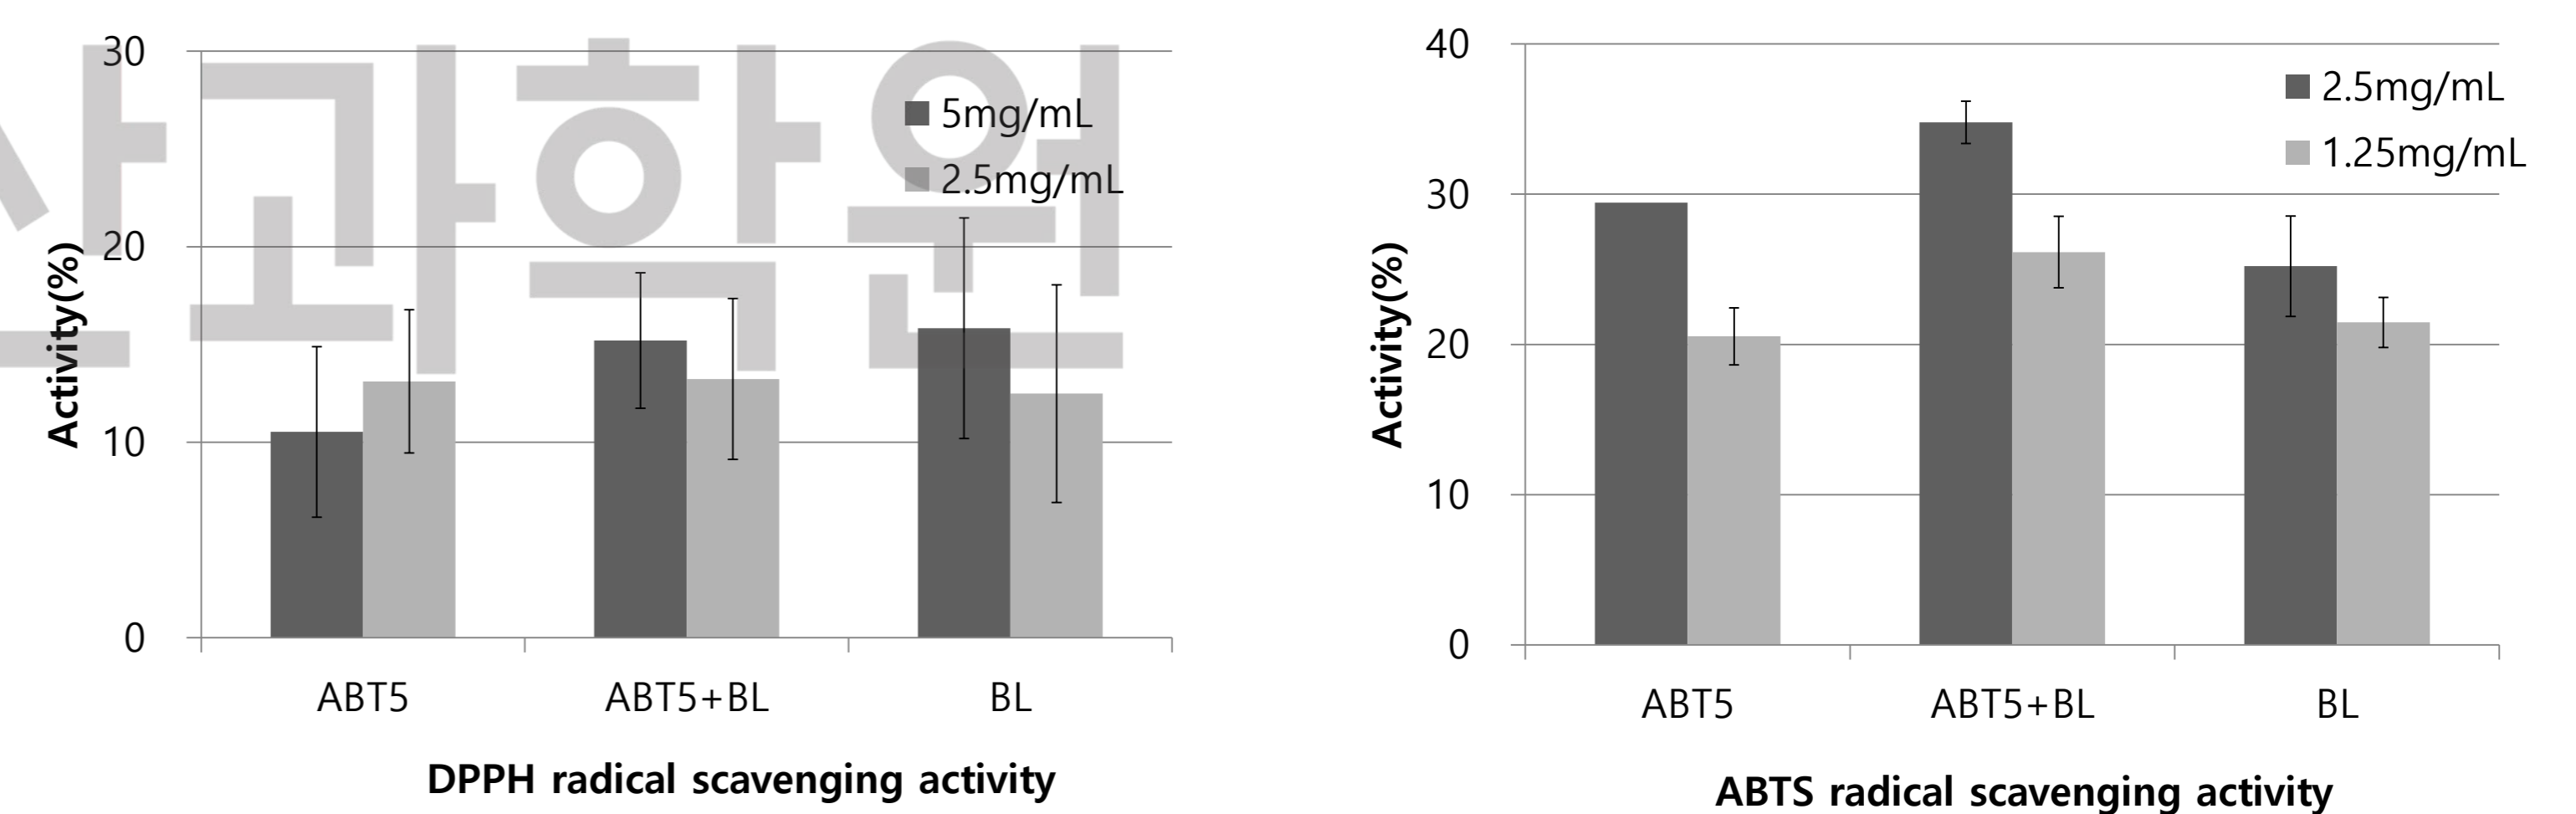 30
20
10
0
Activity(%)
5mg/mL
2.5mg/mL
ABT5 ABT5+BL BL
DPPH radical scavenging activity
40
30
20
10
0
Activity(%)
2.5mg/mL
1.25mg/mL
ABT5 ABT5+BL BL
ABTS radical scavenging activity
과학원